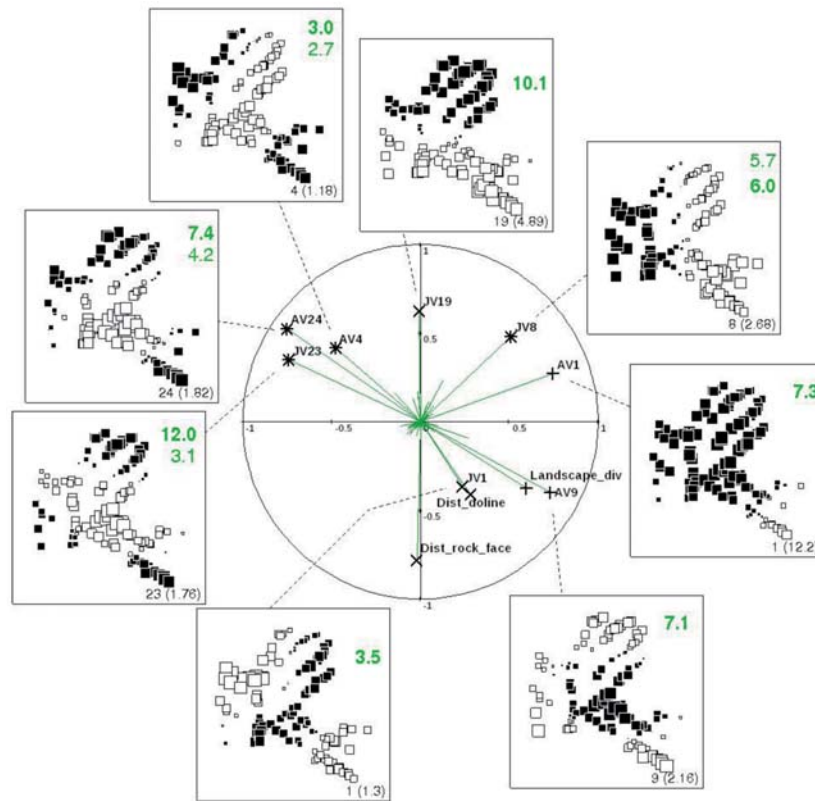 3.0
2.7
4 (1.18)
10.1
19 (4.89)
5.7
6.0
8 (2.68)
7.4
4.2
24 (1.82)
1
JV19
AV24
AV4
JV8
JV23
0.5
AV1
7.3
1 (12.2)
-1
-0.5
0
0.5
1
12.0
3.1
23 (1.76)
JV1
Landscape_div
Dist_doline
AV9
-0.5
Dist_rock_face
-1
3.5
1 (1.3)
7.1
9 (2.16)